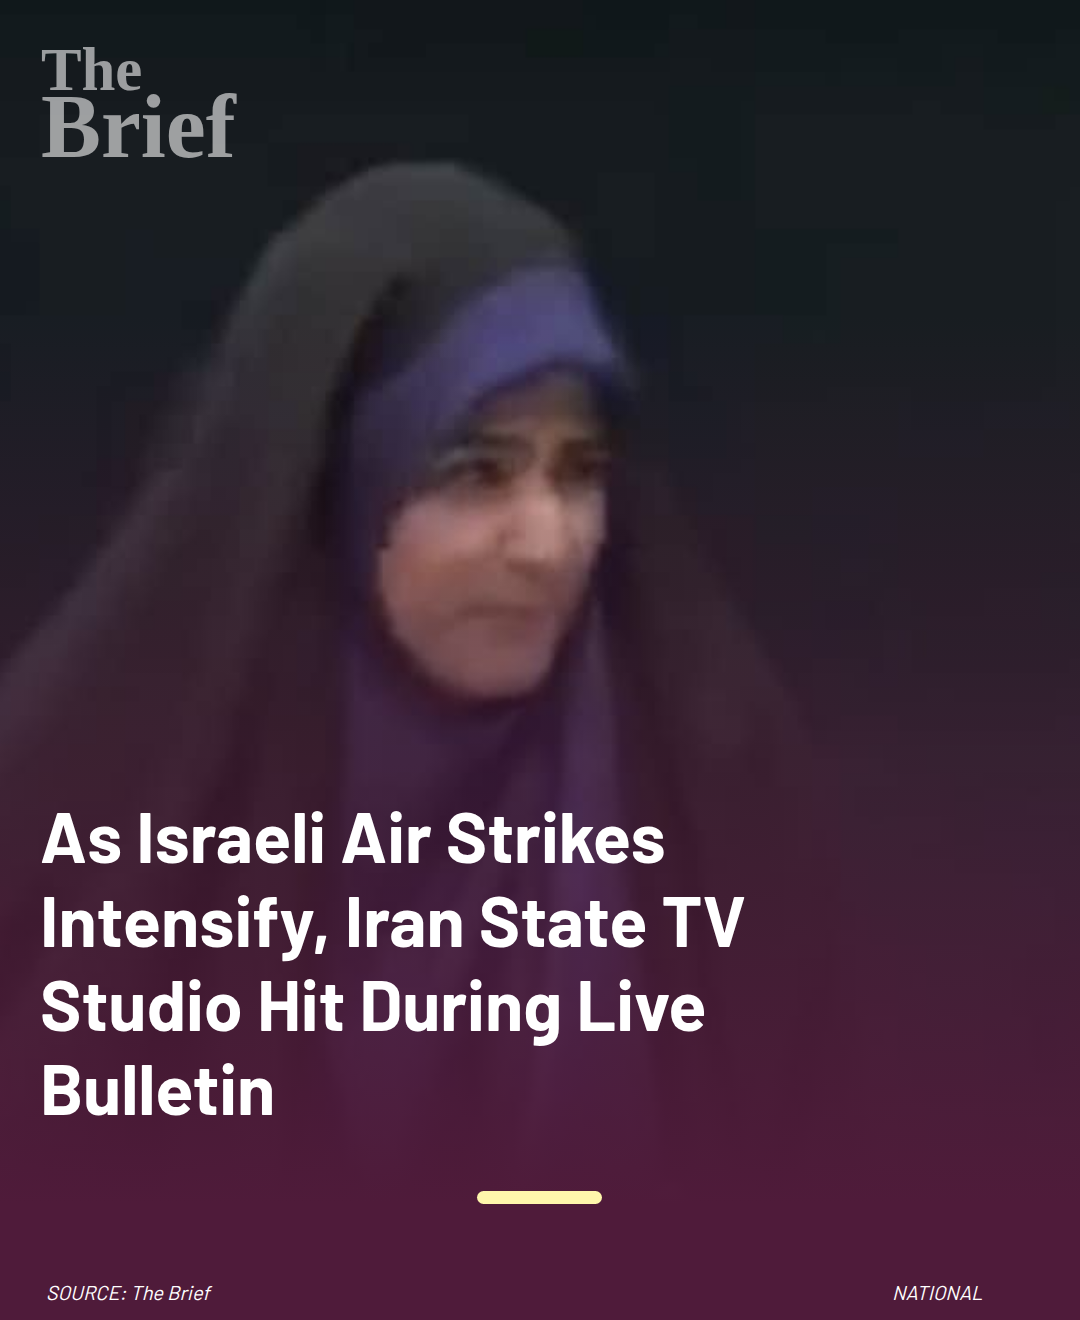 The
Brief
As Israeli Air Strikes
Intensify, Iran State TV
Studio Hit During Live
Bulletin
SOURCE: The Brief
NATIONAL